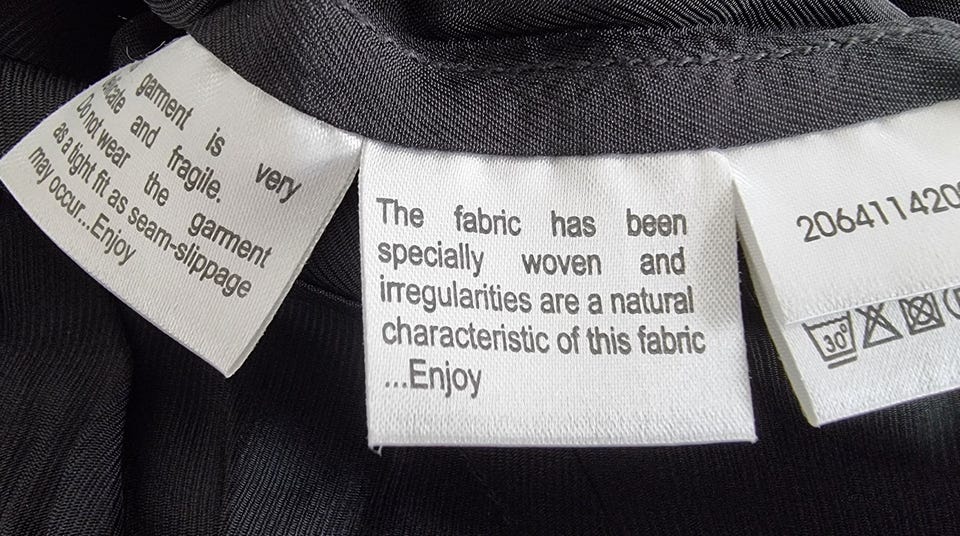 garment is very
and fragile.
Do not wear the garment
as a tight fit as seam-slippage
may occur...Enjoy
The fabric has been
specially woven and
irregularities are a natural
characteristic of this fabric
...Enjoy
206411420
30°